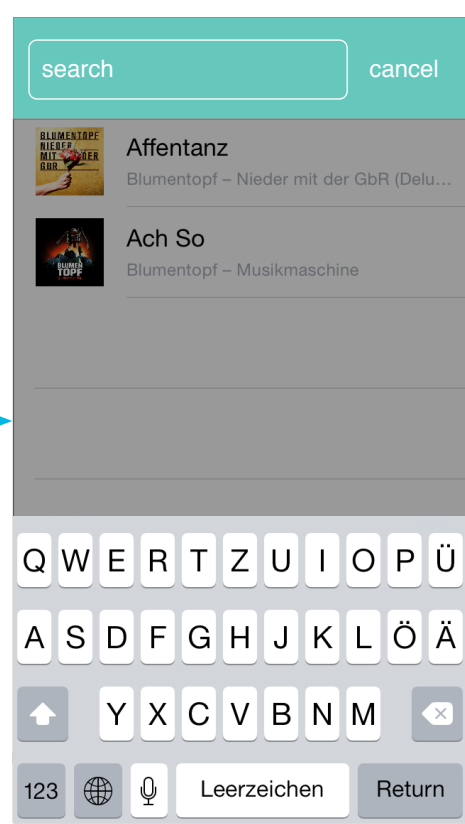 search cancel
BLUMENTOPF
NIEDER
MIT DER
GBR
Affentanz
Blumentopf – Nieder mit der GbR (Delu…
BLUMEN
TOPF
Ach So
Blumentopf – Musikmaschine
Q W E R T Z U I O P Ü
A S D F G H J K L Ö Ä
Y X C V B N M
123 Leerzeichen Return